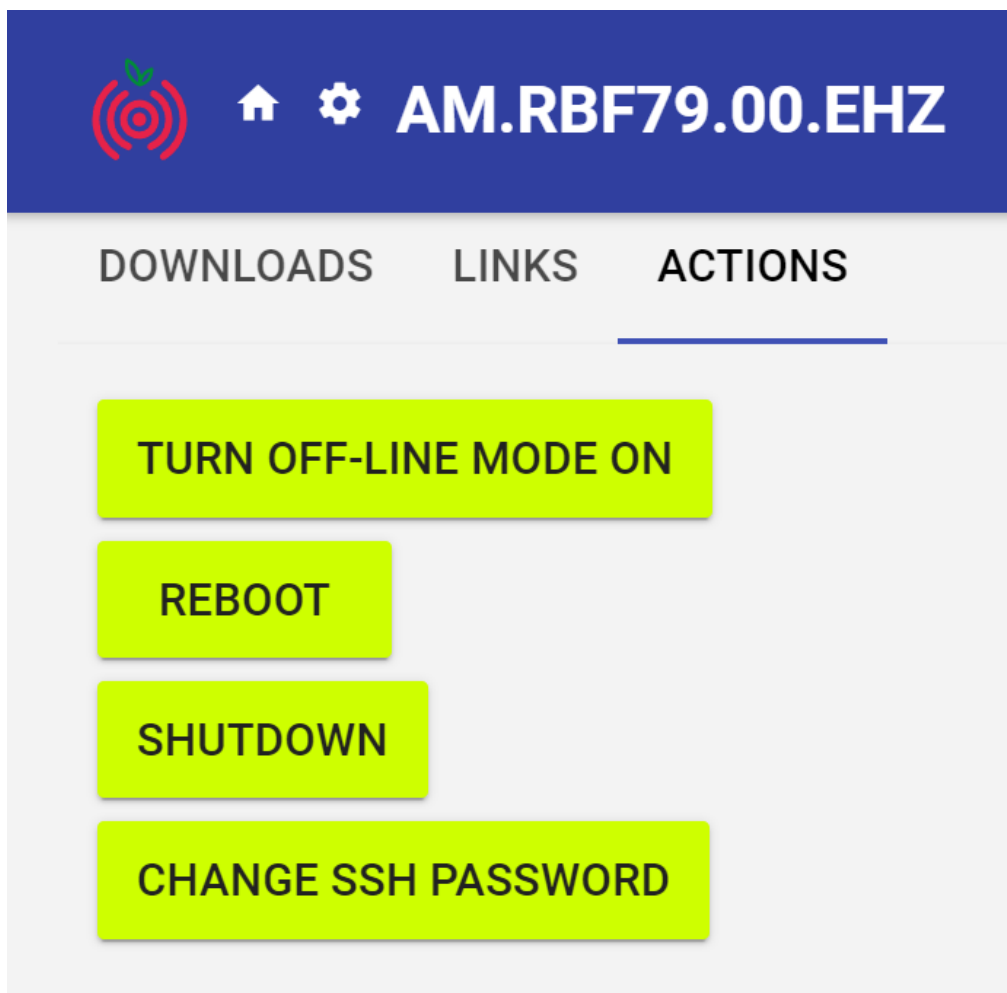 AM.RBF79.00.EHZ
DOWNLOADS LINKS ACTIONS
TURN OFF-LINE MODE ON
REBOOT
SHUTDOWN
CHANGE SSH PASSWORD